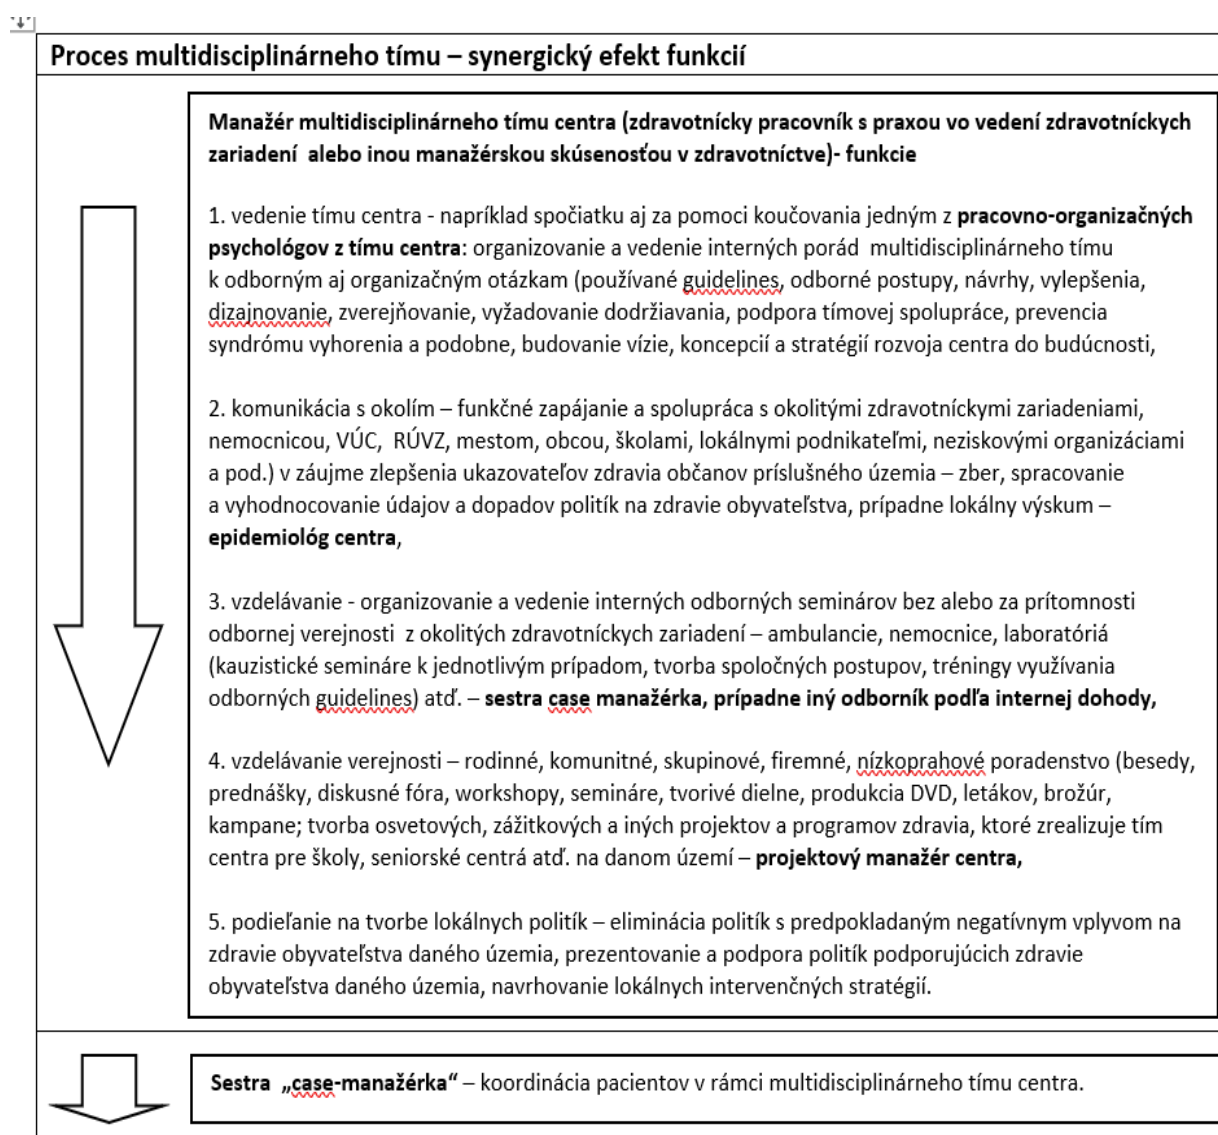 Proces multidisciplinárneho tímu – synergický efekt funkcií
Manažér multidisciplinárneho tímu centra (zdravotnícky pracovník s praxou vo vedení zdravotníckych
zariadení  alebo inou manažérskou skúsenosťou v zdravotníctve)- funkcie
1. vedenie tímu centra - napríklad spočiatku aj za pomoci koučovania jedným z pracovno-organizačných
psychológov z tímu centra: organizovanie a vedenie interných porád  multidisciplinárneho tímu
k odborným aj organizačným otázkam (používané guidelines, odborné postupy, návrhy, vylepšenia,
dizajnovanie, zverejňovanie, vyžadovanie dodržiavania, podpora tímovej spolupráce, prevencia
syndrómu vyhorenia a podobne, budovanie vízie, koncepcií a stratégií rozvoja centra do budúcnosti,
2. komunikácia s okolím – funkčné zapájanie a spolupráca s okolitými zdravotníckymi zariadeniami,
nemocnicou, VÚC,  RÚVZ, mestom, obcou, školami, lokálnymi podnikateľmi, neziskovými organizáciami
a pod.) v záujme zlepšenia ukazovateľov zdravia občanov príslušného územia – zber, spracovanie
a vyhodnocovanie údajov a dopadov politík na zdravie obyvateľstva, prípadne lokálny výskum –
epidemiológ centra,
3. vzdelávanie - organizovanie a vedenie interných odborných seminárov bez alebo za prítomnosti
odbornej verejnosti  z okolitých zdravotníckych zariadení – ambulancie, nemocnice, laboratóriá
(kauzistické semináre k jednotlivým prípadom, tvorba spoločných postupov, tréningy využívania
odborných guidelines) atď. – sestra case manažérka, prípadne iný odborník podľa internej dohody,
4. vzdelávanie verejnosti – rodinné, komunitné, skupinové, firemné, nízkoprahové poradenstvo (besedy,
prednášky, diskusné fóra, workshopy, semináre, tvorivé dielne, produkcia DVD, letákov, brožúr,
kampane; tvorba osvetových, zážitkových a iných projektov a programov zdravia, ktoré zrealizuje tím
centra pre školy, seniorské centrá atď. na danom území – projektový manažér centra,
5. podieľanie na tvorbe lokálnych politík – eliminácia politík s predpokladaným negatívnym vplyvom na
zdravie obyvateľstva daného územia, prezentovanie a podpora politík podporujúcich zdravie
obyvateľstva daného územia, navrhovanie lokálnych intervenčných stratégií.
Sestra  „case-manažérka“ – koordinácia pacientov v rámci multidisciplinárneho tímu centra.